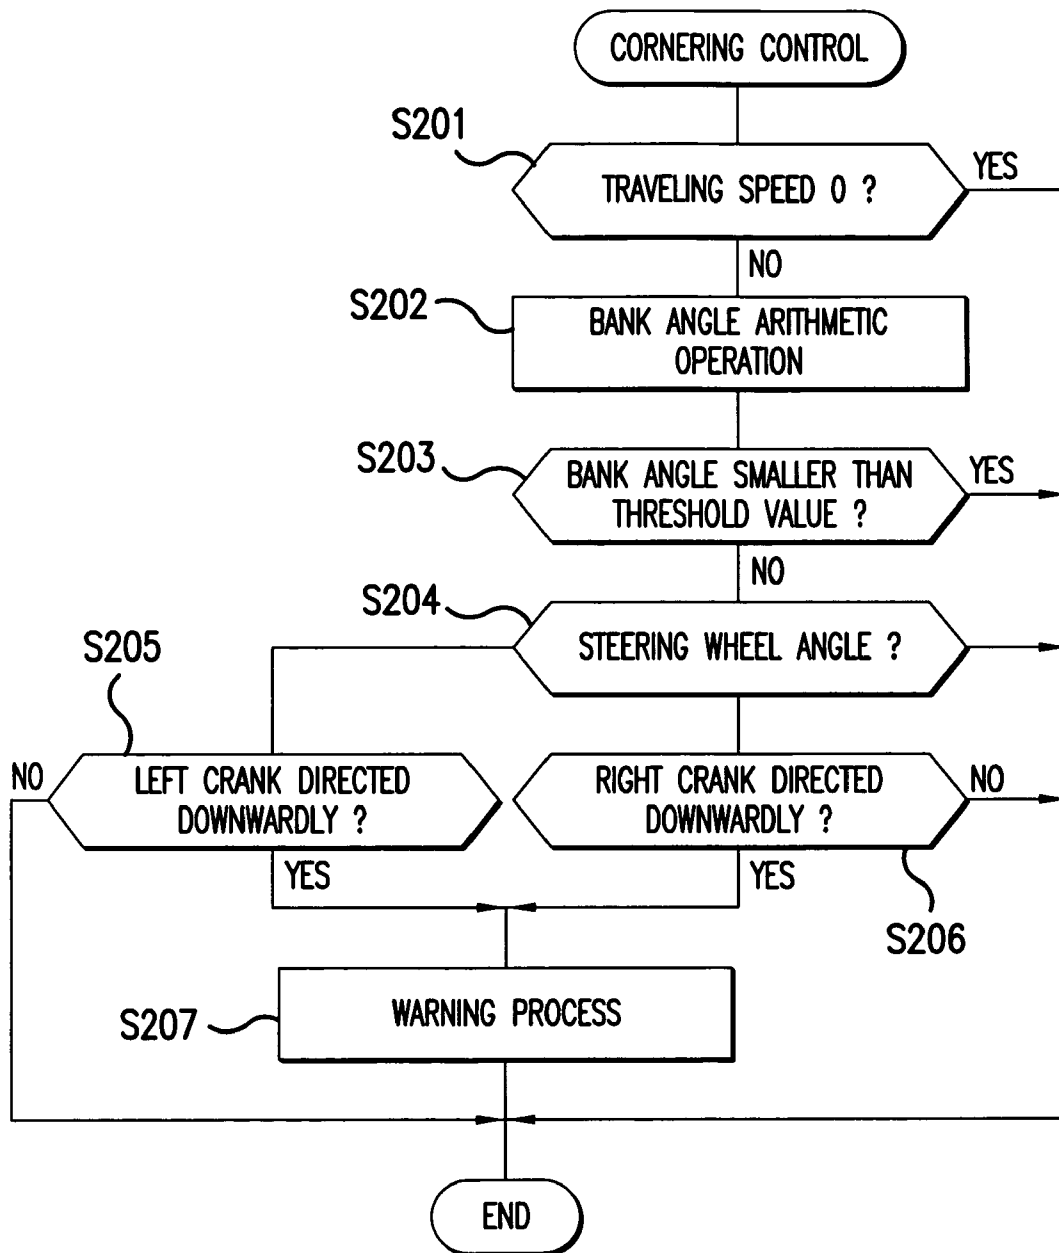 CORNERING CONTROL
S201
TRAVELING SPEED 0 ?
YES
NO
S202
BANK ANGLE ARITHMETIC
OPERATION
S203
BANK ANGLE SMALLER THAN
THRESHOLD VALUE ?
YES
NO
S204
STEERING WHEEL ANGLE ?
S205
NO
LEFT CRANK DIRECTED
DOWNWARDLY ?
YES
RIGHT CRANK DIRECTED
DOWNWARDLY ?
NO
YES
S206
S207
WARNING PROCESS
END